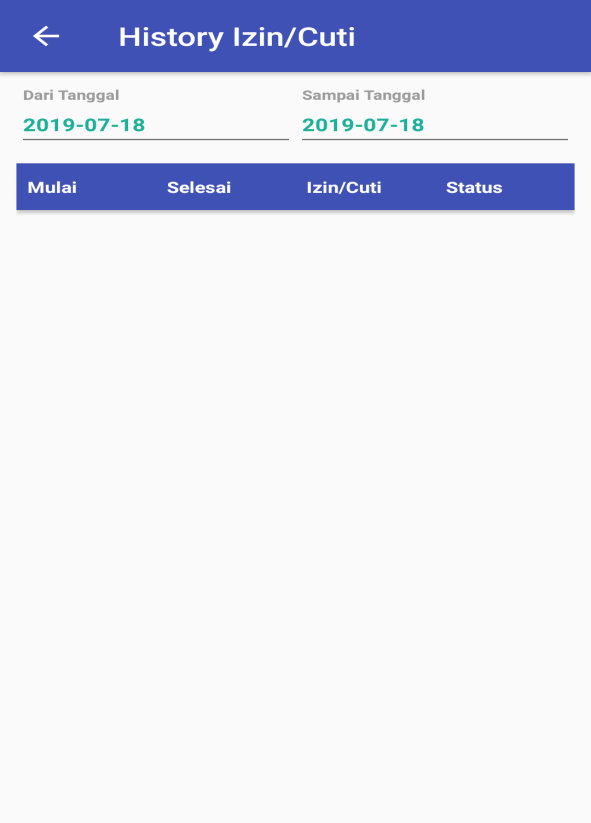 History Izin/Cuti
Dari Tanggal Sampai Tanggal
2019-07-18 2019-07-18
Mulai Selesai Izin/Cuti Status